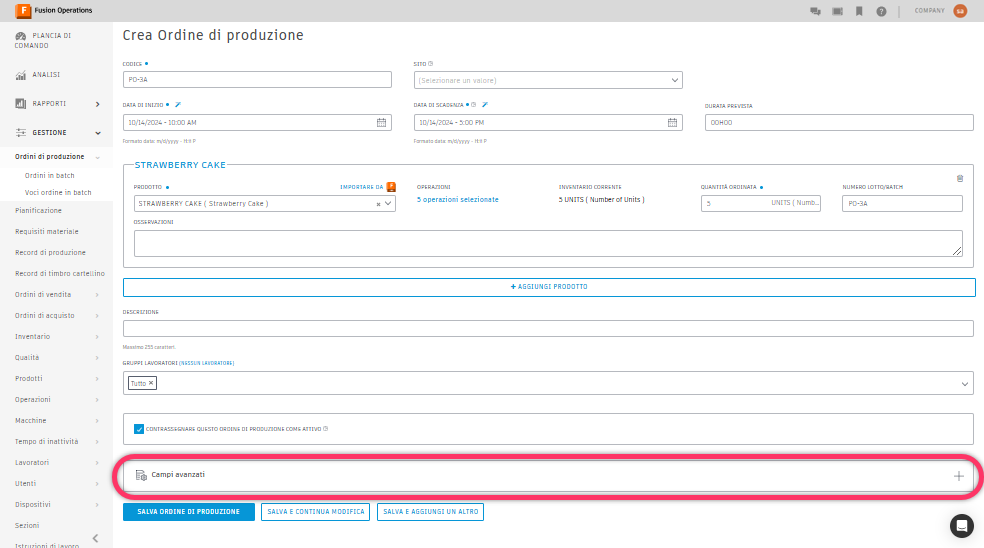 Fusion Operations
COMPANY
PLANCIA DI
COMANDO
ANALISI
RAPPORTI
GESTIONE
Ordini di produzione
Ordini in batch
Voci ordine in batch
Pianificazione
Requisiti materiale
Record di produzione
Record di timbro cartellino
Ordini di vendita
Ordini di acquisto
Inventario
Qualità
Prodotti
Operazioni
Macchine
Tempo di inattività
Lavoratori
Utenti
Dispositivi
Sezioni
Istruzioni di lavoro
Crea Ordine di produzione
CODICE
PO-3A
SITO
(Selezionare un valore)
DATA DI INIZIO
10/14/2024 - 10:00 AM
Formato data: m/d/yyyy - H:it P
DATA DI SCADENZA
10/14/2024 - 5:00 PM
Formato data: m/d/yyyy - H:it P
DURATA PREVISTA
00H00
STRAWBERRY CAKE
PRODOTTO
IMPORTARE DA
STRAWBERRY CAKE ( Strawberry Cake )
OPERAZIONI
5 operazioni selezionate
INVENTARIO CORRENTE
5 UNITS ( Number of Units )
QUANTITÀ ORDINATA
5 UNITS ( Numb...
NUMERO LOTTO/BATCH
PO-3A
OSSERVAZIONI
+ AGGIUNGI PRODOTTO
DESCRIZIONE
Massimo 255 caratteri.
GRUPPI LAVORATORI (NESSUN LAVORATORE)
Tutto ×
CONTRASSEGNARE QUESTO ORDINE DI PRODUZIONE COME ATTIVO
Campi avanzati
SALVA ORDINE DI PRODUZIONE
SALVA E CONTINUA MODIFICA
SALVA E AGGIUNGI UN ALTRO